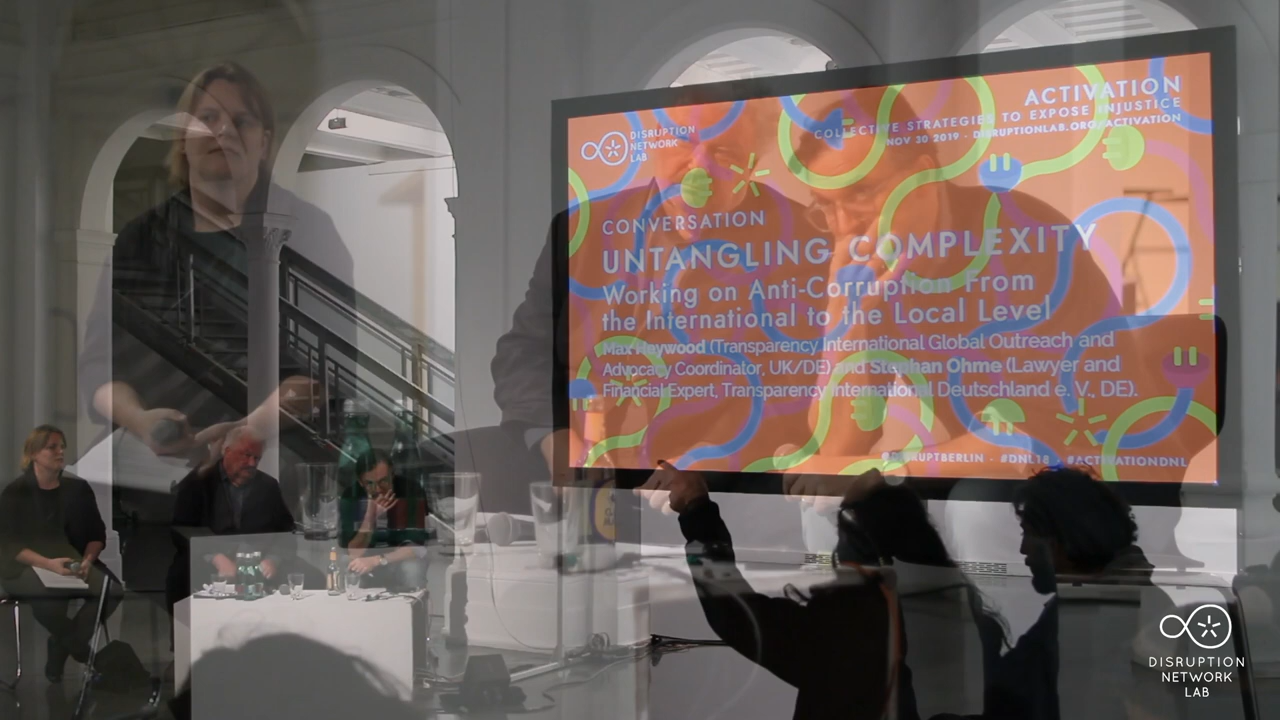 ACTIVATION
COLLECTIVE STRATEGIES TO EXPOSE INJUSTICE
NOV 30 2019 · DISRUPTIONLAB.ORG/ACTIVATION
DISRUPTION
NETWORK
LAB
CONVERSATION
UNTANGLING COMPLEXITY
Working on Anti-Corruption From
the International to the Local Level
Max Heywood (Transparency International Global Outreach and
Advocacy Coordinator, UK/DE) and Stephan Ohme (Lawyer and
Financial Expert, Transparency International Deutschland e. V., DE).
@DISRUPTBERLIN · #DNL18 · #ACTIVATIONDNL
DISRUPTION
NETWORK
LAB